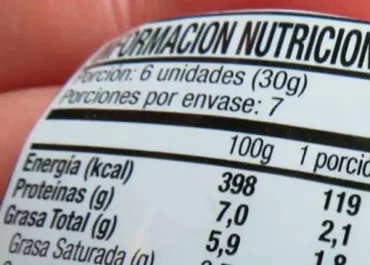 INFORMACION NUTRICION
Porción: 6 unidades (30g)
Porciones por envase: 7
100g 1 porció
Energía (kcal) 398 119
Proteínas (g) 7,0 2,1
Grasa Total (g) 5,9 1,8
Grasa Saturada (g)